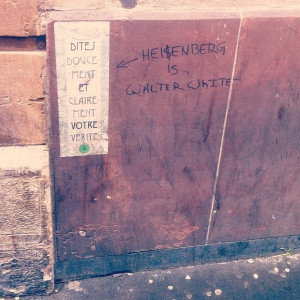 DITES
DOUCE-
MENT
ET
CLAIRE-
MENT
VOTRE
VERITE
HEISENBERG
IS
WALTER WHITE